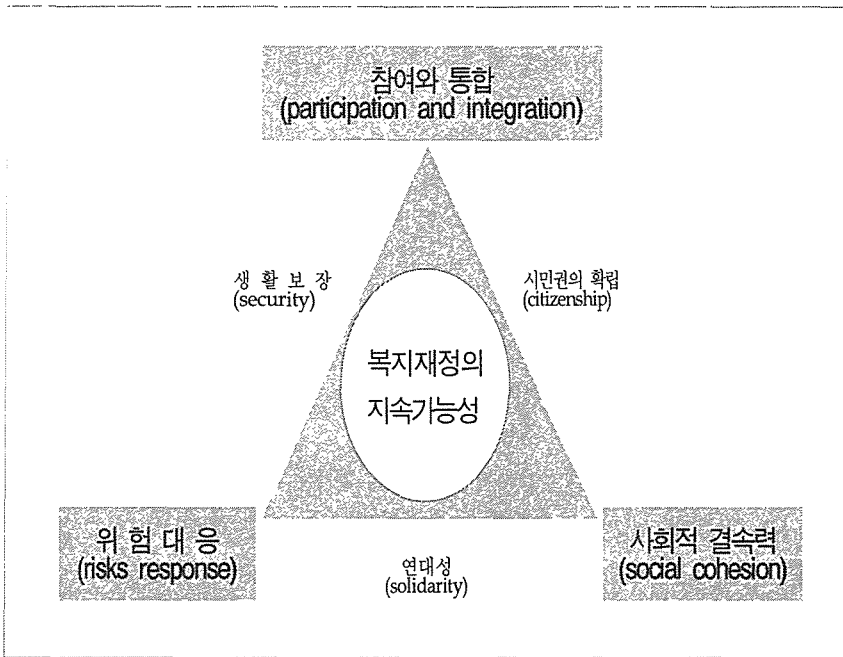 참여와 통합
(participation and integration)
생 활 보 장
(security)
시민권의 확립
(citizenship)
복지재정의
지속가능성
위 험 대 응
(risks response)
사회적 결속력
(social cohesion)
연대성
(solidarity)